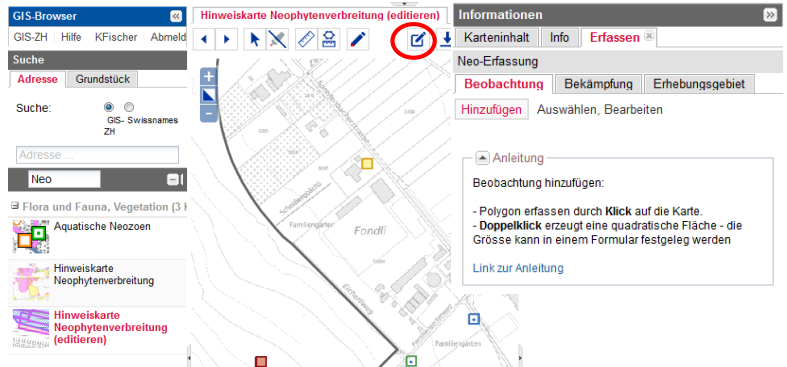 GIS-Browser
GIS-ZH Hilfe KFischer Abmeld
Suche
Adresse Grundstück
Suche:
GIS- Swissnames
ZH
Adresse ...
Neo
Flora und Fauna, Vegetation (3
Aquatische Neozoen
Hinweiskarte
Neophytenverbreitung
Hinweiskarte
Neophytenverbreitung
(editieren)
Hinweiskarte Neophytenverbreitung (editieren)
Familiengärten
Fondli
Familiengärten
Informationen
Karteninhalt Info Erfassen
Neo-Erfassung
Beobachtung Bekämpfung Erhebungsgebiet
Hinzufügen Auswählen, Bearbeiten
Anleitung
Beobachtung hinzufügen:
- Polygon erfassen durch Klick auf die Karte.
- Doppelklick erzeugt eine quadratische Fläche - die
Grösse kann in einem Formular festgeleg werden
Link zur Anleitung